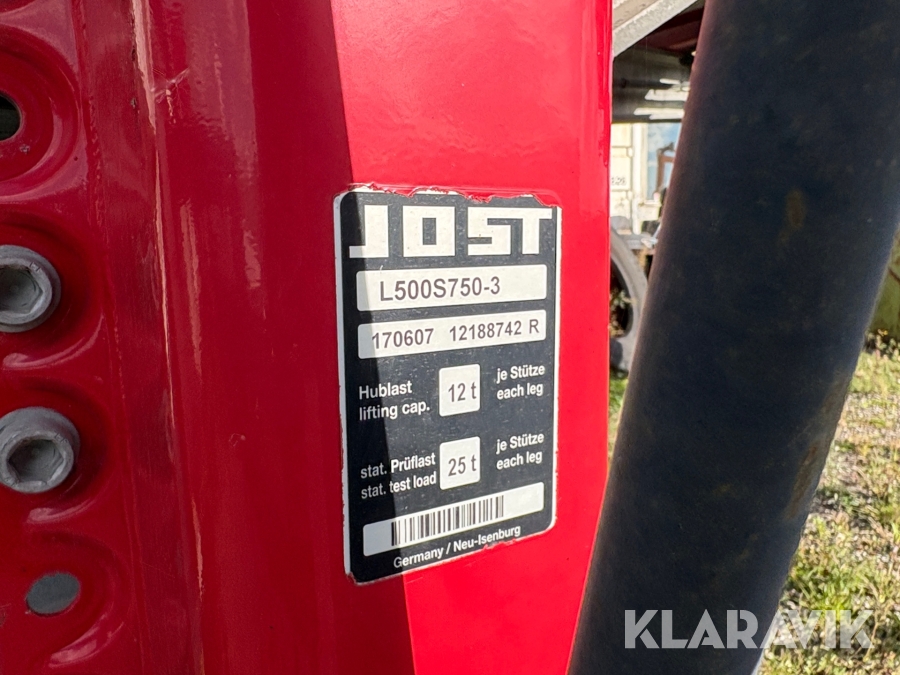 KLARAVIK
JOST
L500S750-3
170607 12188742 R
Hublast
lifting cap.
12 t
je Stütze
each leg
stat. Prüflast
stat. test load
25 t
je Stütze
each leg
Germany / Neu-Isenburg
KLARAVIK